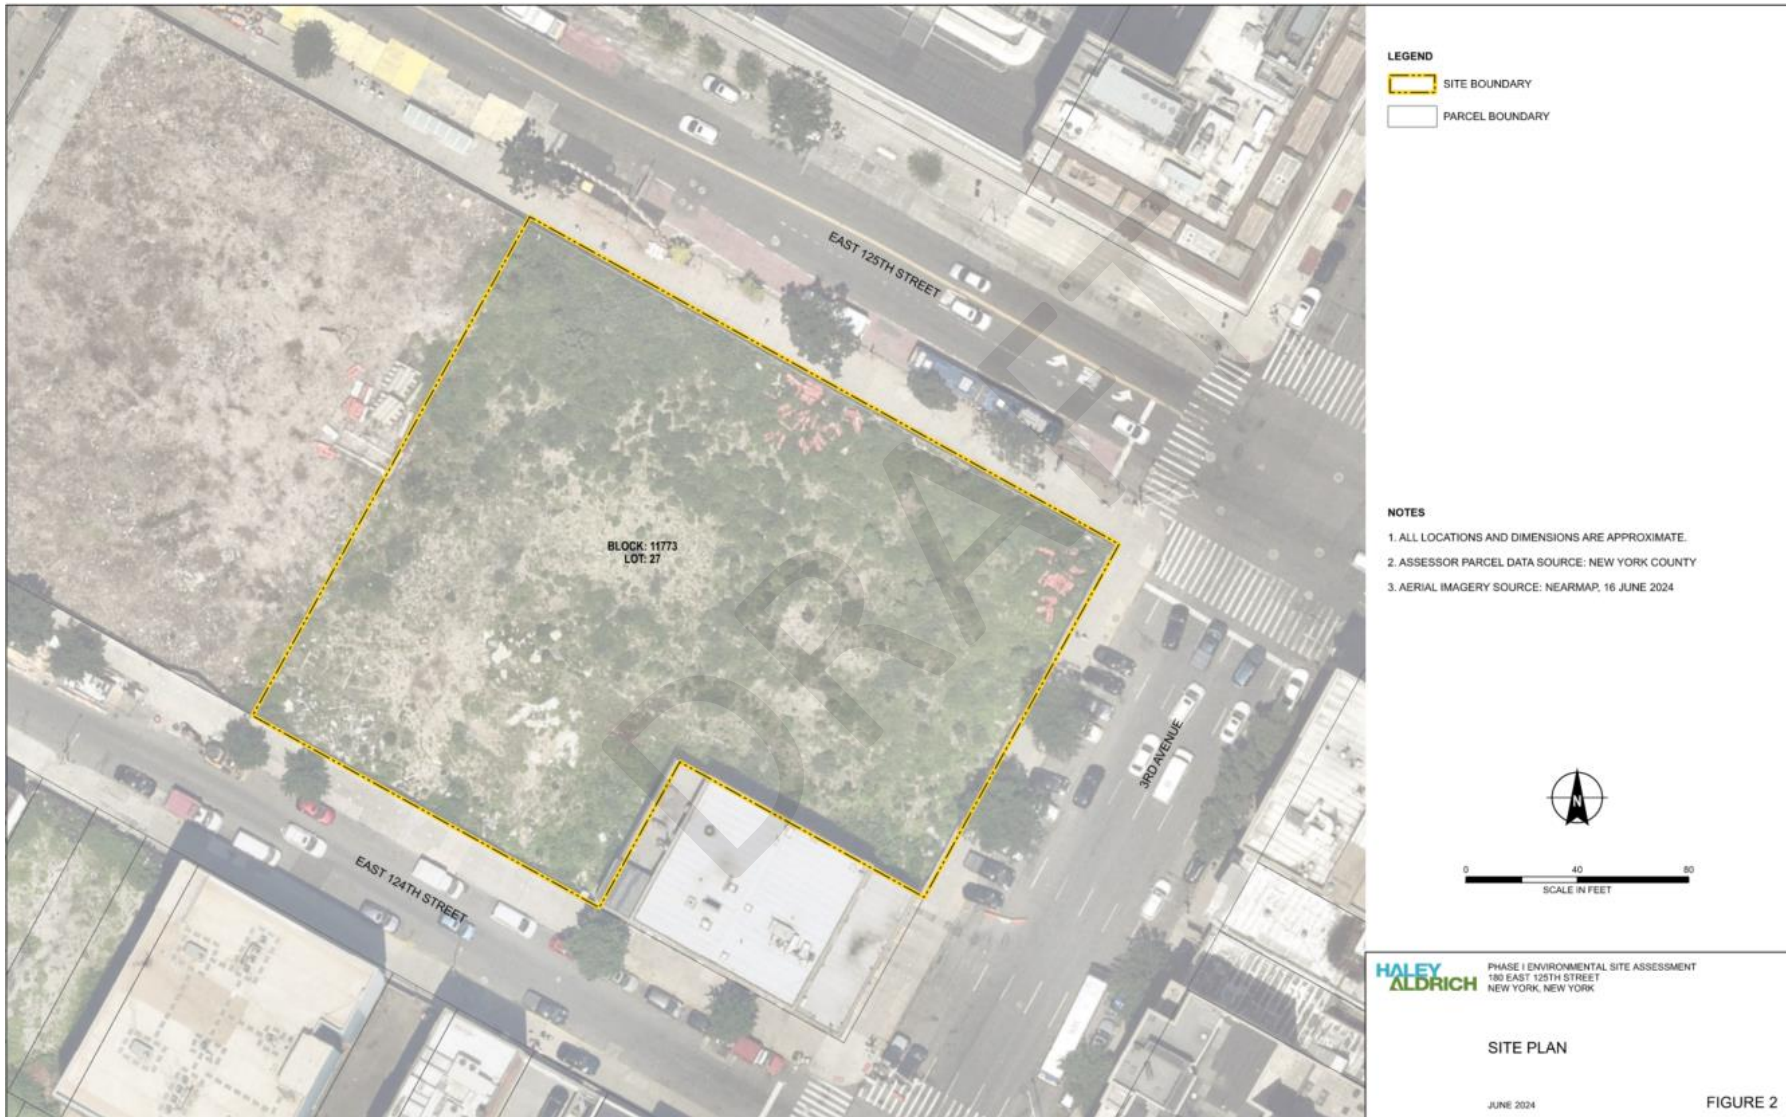 LEGEND
SITE BOUNDARY
PARCEL BOUNDARY
EAST 125TH STREET
BLOCK: 11773
LOT: 27
3RD AVENUE
EAST 124TH STREET
DRAFT
NOTES
1. ALL LOCATIONS AND DIMENSIONS ARE APPROXIMATE.
2. ASSESSOR PARCEL DATA SOURCE: NEW YORK COUNTY
3. AERIAL IMAGERY SOURCE: NEARMAP, 16 JUNE 2024
N
0 40 80
SCALE IN FEET
HALEY
ALDRICH
PHASE I ENVIRONMENTAL SITE ASSESSMENT
180 EAST 125TH STREET
NEW YORK, NEW YORK
SITE PLAN
JUNE 2024
FIGURE 2